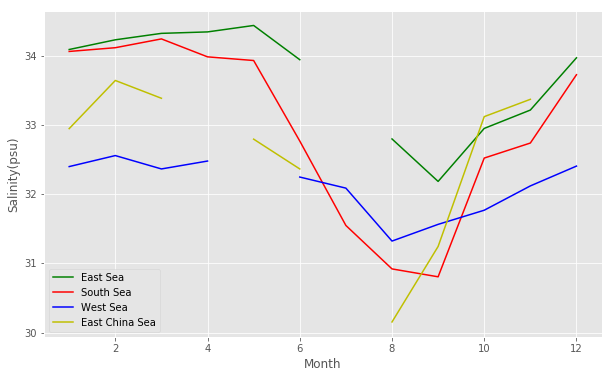 34
33
32
31
30
Salinity(psu)
East Sea
South Sea
West Sea
East China Sea
2 4 6 8 10 12
Month